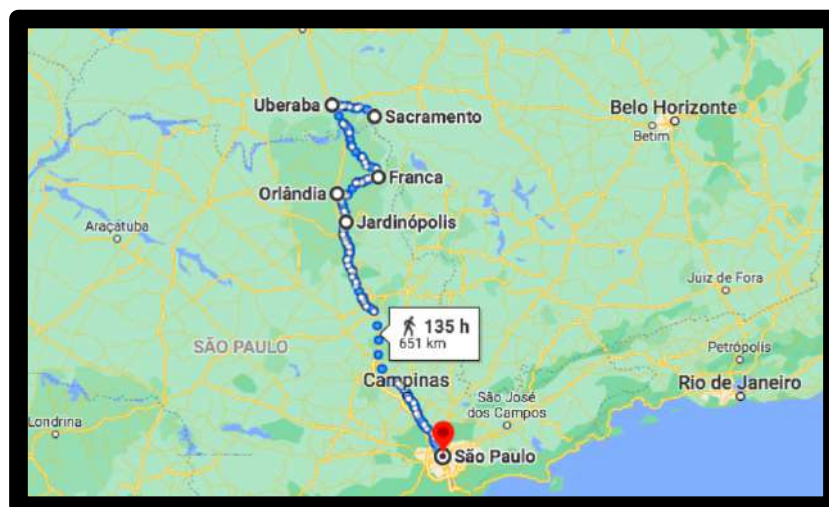 Uberaba
Sacramento
Belo Horizonte
Betim
Franca
Orlândia
Jardinópolis
Araçatuba
Juiz de Fora
135 h
651 km
SÃO PAULO
Petrópolis
Campinas
Rio de Janeiro
São José
dos Campos
Londrina
São Paulo